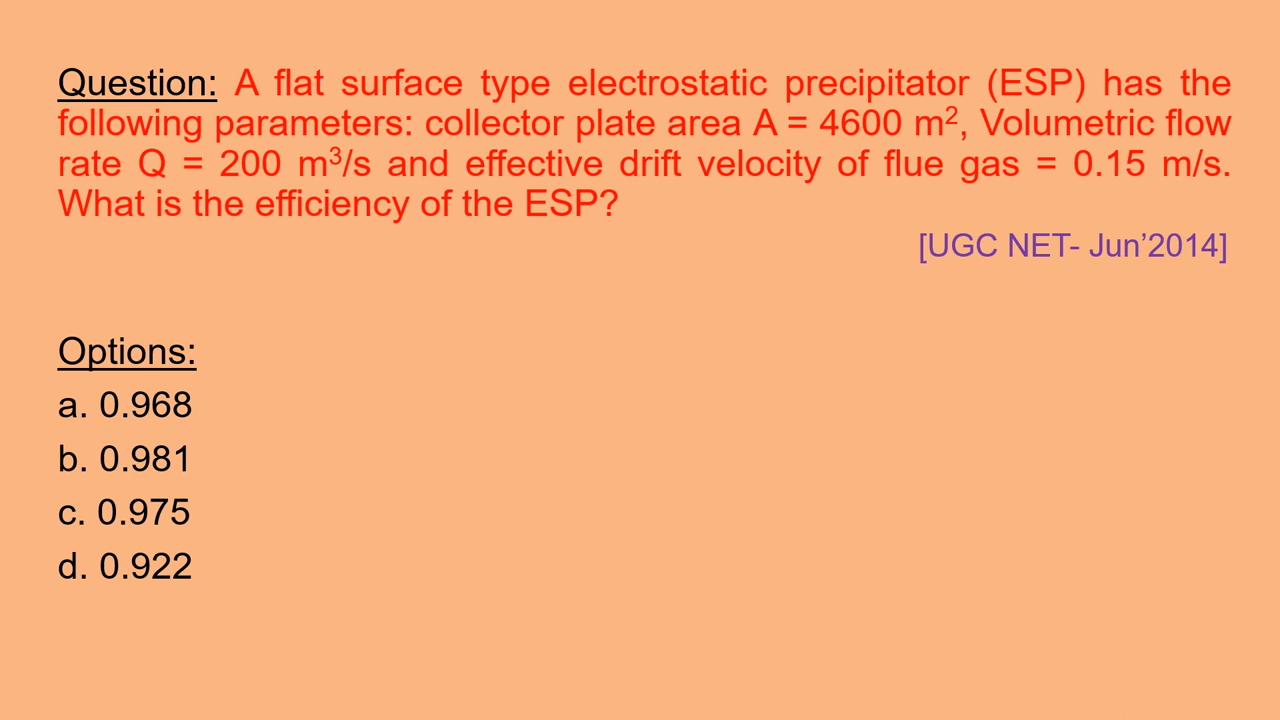 Question: A flat surface type electrostatic precipitator (ESP) has the
following parameters: collector plate area A = 4600 m², Volumetric flow
rate Q = 200 m³/s and effective drift velocity of flue gas = 0.15 m/s.
What is the efficiency of the ESP?
[UGC NET- Jun’2014]
Options:
a. 0.968
b. 0.981
c. 0.975
d. 0.922